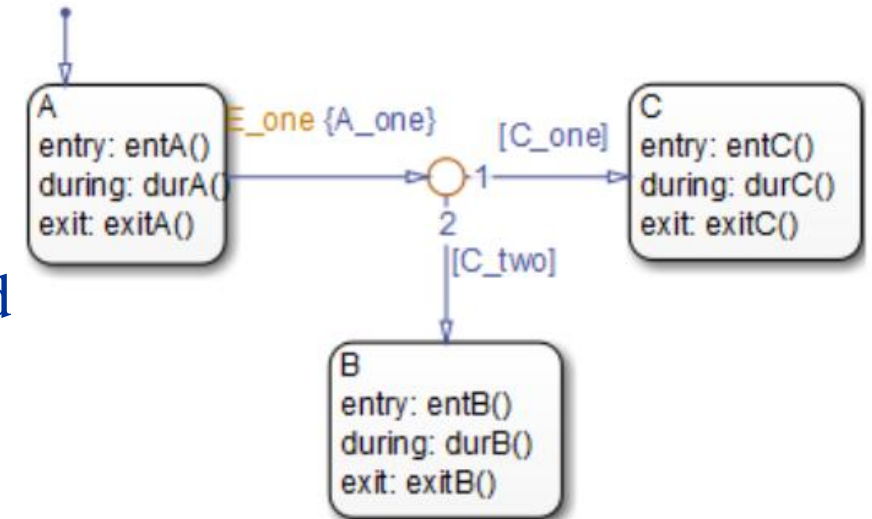 A
entry: entA()
during: durA()
exit: exitA()
E_one {A_one}
[C_one]
1
2
[C_two]
C
entry: entC()
during: durC()
exit: exitC()
d
B
entry: entB()
during: durB()
exit: exitB()